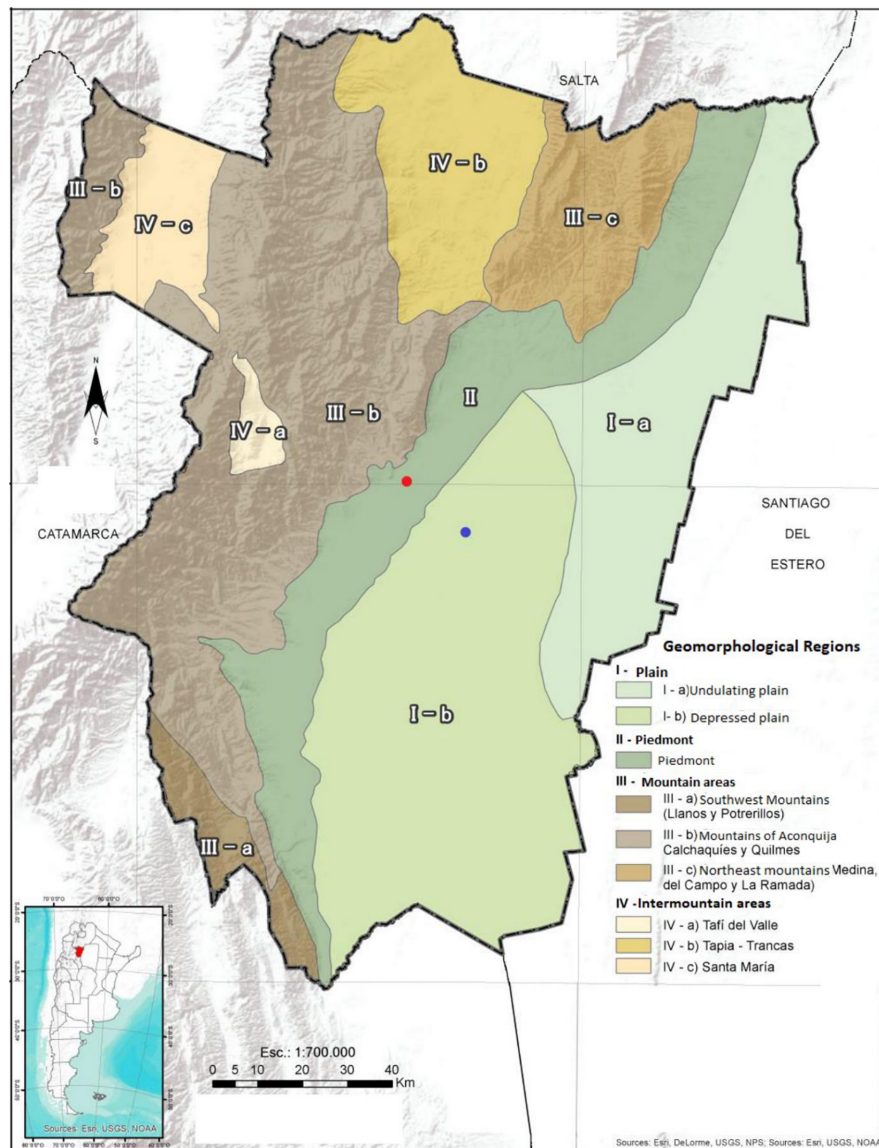 SALTA
IV - b
III - b
III - c
IV - c
II
III - b
I - a
IV - a
N
S
SANTIAGO
DEL
ESTERO
CATAMARCA
Geomorphological Regions
I - Plain
I - a) Undulating plain
I- b) Depressed plain
II - Piedmont
Piedmont
III - Mountain areas
III - a) Southwest Mountains
(Llanos y Potrerillos)
III - b) Mountains of Aconquija
Calchaquíes y Quilmes
III - c) Northeast mountains Medina,
del Campo y La Ramada)
IV - Intermountain areas
IV - a) Tafí del Valle
IV - b) Tapia - Trancas
IV - c) Santa María
I - b
III - a
Esc.: 1:700.000
0 5 10 20 30 40
Km
Sources: Esri, USGS, NOAA
Sources: Esri, DeLorme, USGS, NPS; Sources: Esri, USGS, NOAA